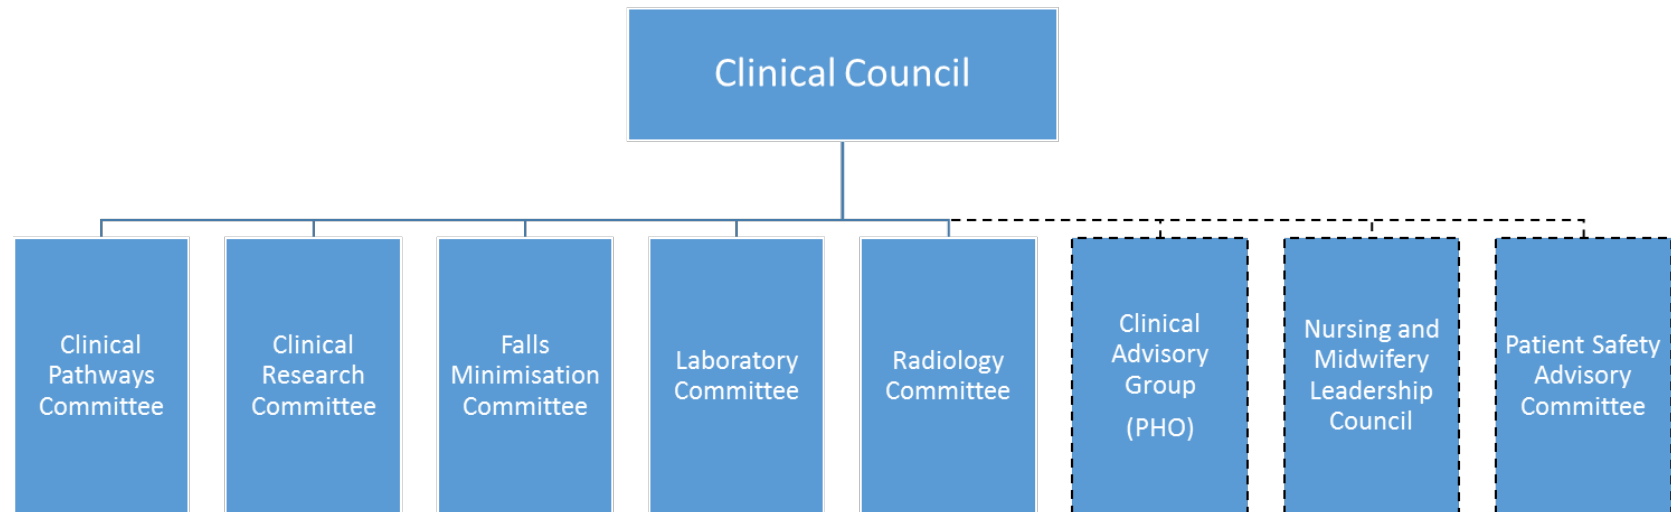 Clinical Council
Clinical
Pathways
Committee
Clinical
Research
Committee
Falls
Minimisation
Committee
Laboratory
Committee
Radiology
Committee
Clinical
Advisory
Group
(PHO)
Nursing and
Midwifery
Leadership
Council
Patient Safety
Advisory
Committee